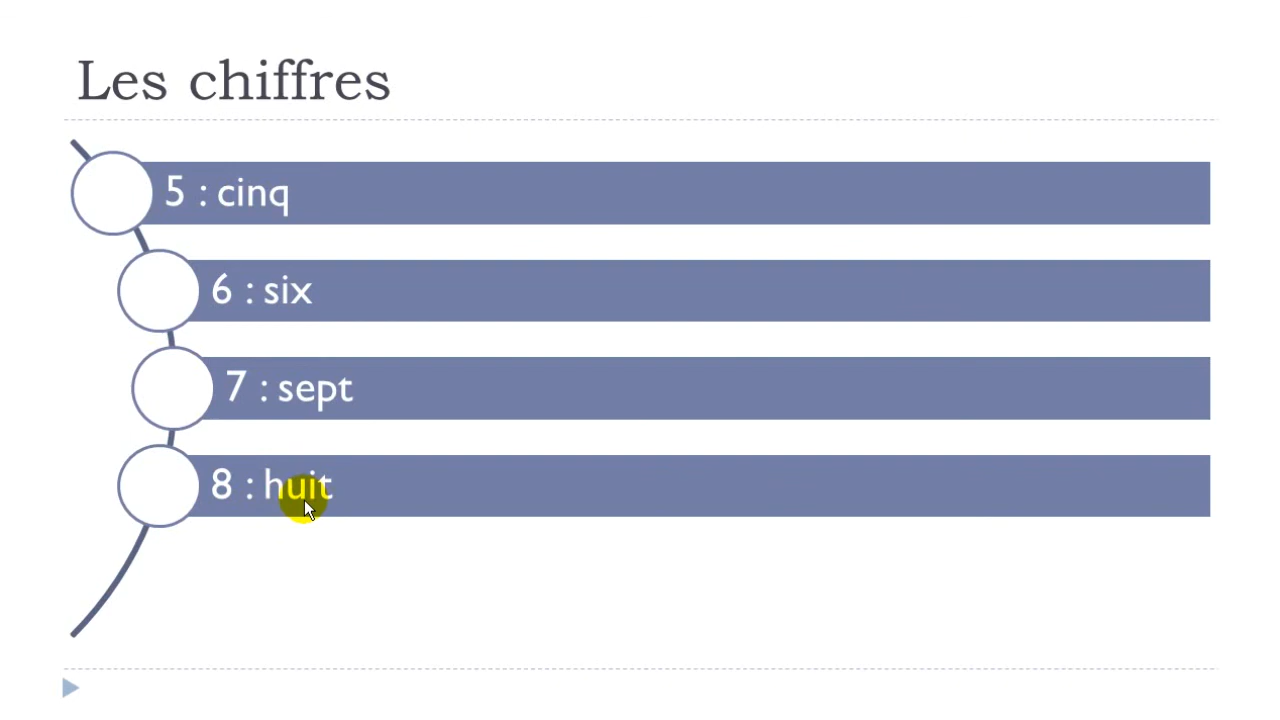 Les chiffres
5 : cinq
6 : six
7 : sept
8 : huit